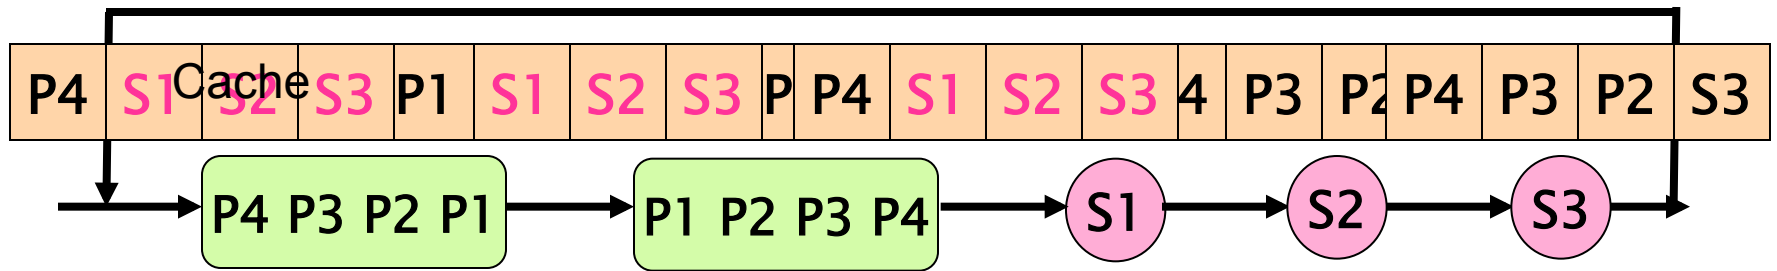 Cache
P4 S1 S2 S3 P1 S1 S2 S3 P P4 S1 S2 S3 4 P3 P2 P4 P3 P2 S3
P4 P3 P2 P1 P1 P2 P3 P4 S1 S2 S3